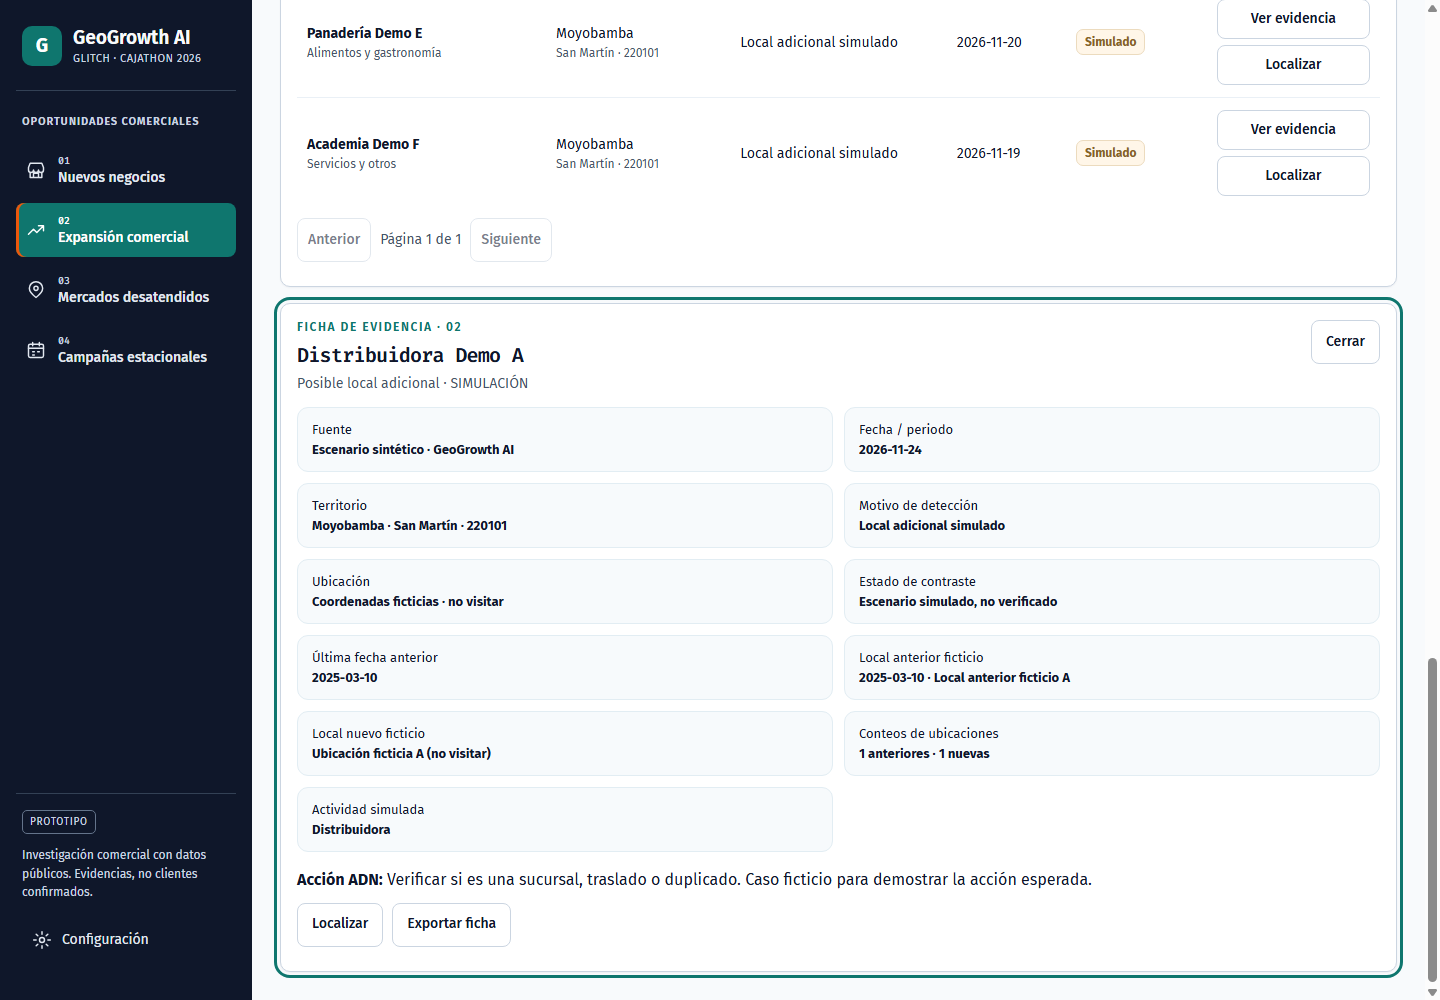 G
GeoGrowth AI
GLITCH · CAJATHON 2026
OPORTUNIDADES COMERCIALES
01
Nuevos negocios
02
Expansión comercial
03
Mercados desatendidos
04
Campañas estacionales
PROTOTIPO
Investigación comercial con datos
públicos. Evidencias, no clientes
confirmados.
Configuración
Panadería Demo E
Alimentos y gastronomía
Moyobamba
San Martín · 220101
Local adicional simulado
2026-11-20
Simulado
Ver evidencia
Localizar
Academia Demo F
Servicios y otros
Moyobamba
San Martín · 220101
Local adicional simulado
2026-11-19
Simulado
Ver evidencia
Localizar
Anterior
Página 1 de 1
Siguiente
FICHA DE EVIDENCIA · 02
Distribuidora Demo A
Posible local adicional · SIMULACIÓN
Cerrar
Fuente
Escenario sintético · GeoGrowth AI
Fecha / periodo
2026-11-24
Territorio
Moyobamba · San Martín · 220101
Motivo de detección
Local adicional simulado
Ubicación
Coordenadas ficticias · no visitar
Estado de contraste
Escenario simulado, no verificado
Última fecha anterior
2025-03-10
Local anterior ficticio
2025-03-10 · Local anterior ficticio A
Local nuevo ficticio
Ubicación ficticia A (no visitar)
Conteos de ubicaciones
1 anteriores · 1 nuevas
Actividad simulada
Distribuidora
Acción ADN: Verificar si es una sucursal, traslado o duplicado. Caso ficticio para demostrar la acción esperada.
Localizar
Exportar ficha